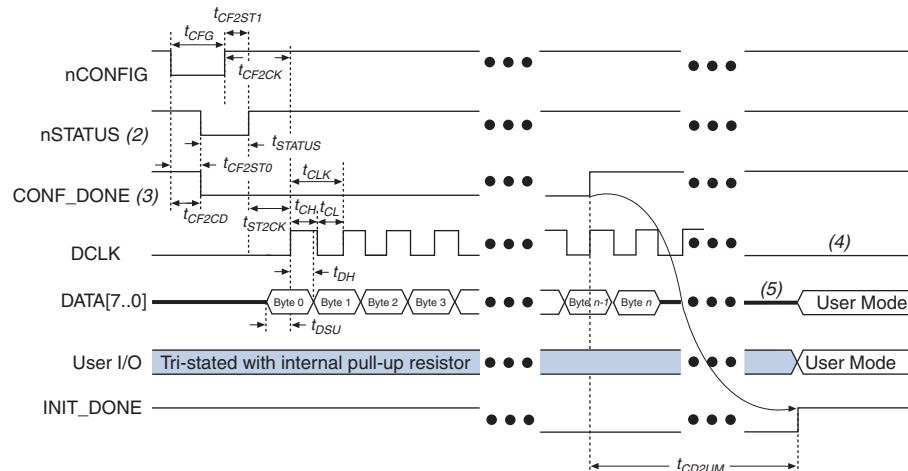 tCF2ST1
tCFG
nCONFIG
tCF2CK
nSTATUS (2)
tSTATUS
tCF2ST0
tCLK
CONF_DONE (3)
tCF2CD
tCH
tCL
tST2CK
DCLK
(4)
tDH
DATA[7..0]
Byte 0
Byte 1
Byte 2
Byte 3
Byte n-1
Byte n
(5)
User Mode
tDSU
User I/O
Tri-stated with internal pull-up resistor
User Mode
INIT_DONE
tCD2UM